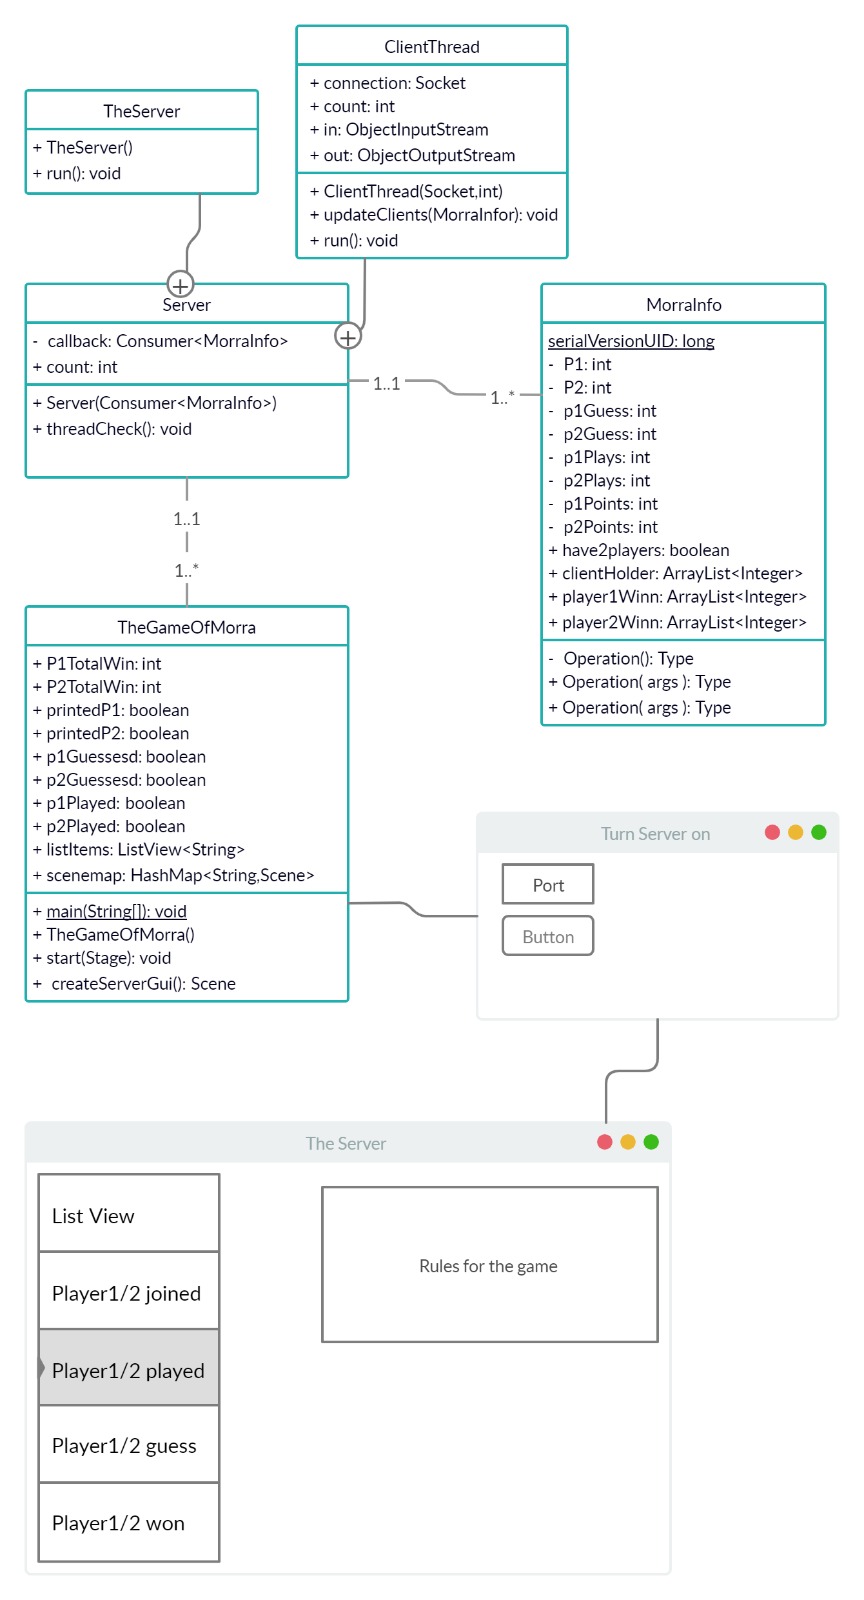 ClientThread
+ connection: Socket
+ count: int
+ in: ObjectInputStream
+ out: ObjectOutputStream
+ ClientThread(Socket,int)
+ updateClients(MorraInfor): void
+ run(): void
TheServer
+ TheServer()
+ run(): void
Server
- callback: Consumer<MorraInfo>
+ count: int
+ Server(Consumer<MorraInfo>)
+ threadCheck(): void
1..1
1..*
MorraInfo
serialVersionUID: long
- P1: int
- P2: int
- p1Guess: int
- p2Guess: int
- p1Plays: int
- p2Plays: int
- p1Points: int
- p2Points: int
+ have2players: boolean
+ clientHolder: ArrayList<Integer>
+ player1Winn: ArrayList<Integer>
+ player2Winn: ArrayList<Integer>
- Operation(): Type
+ Operation( args ): Type
+ Operation( args ): Type
1..1
1..*
TheGameOfMorra
+ P1TotalWin: int
+ P2TotalWin: int
+ printedP1: boolean
+ printedP2: boolean
+ p1Guessesd: boolean
+ p2Guessesd: boolean
+ p1Played: boolean
+ p2Played: boolean
+ listItems: ListView<String>
+ scenemap: HashMap<String,Scene>
+ main(String[]): void
+ TheGameOfMorra()
+ start(Stage): void
+ createServerGui(): Scene
Turn Server on
Port
Button
The Server
List View
Player1/2 joined
Player1/2 played
Player1/2 guess
Player1/2 won
Rules for the game